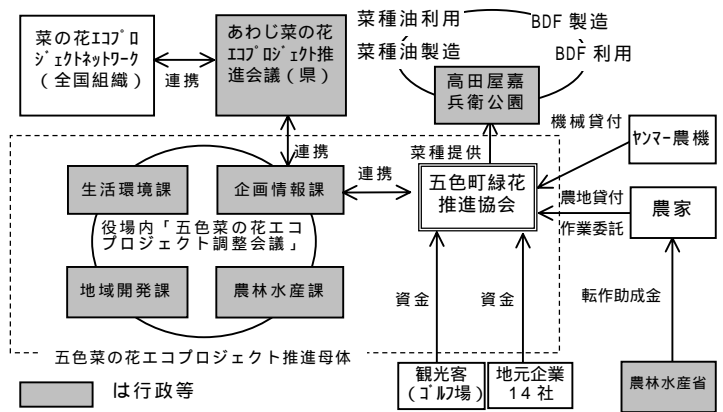 菜の花ｴｺﾌﾟﾛ
ｼﾞｪｸﾄﾈｯﾄﾜｰｸ
（全国組織）
連携
あわじ菜の花
ｴｺﾌﾟﾛｼﾞｪｸﾄ推
進会議（県）
菜種油利用
菜種油製造
BDF 製造
BDF 利用
高田屋嘉
兵衛公園
機械貸付
ﾔﾝﾏｰ農機
連携
菜種提供
生活環境課
企画情報課
連携
五色町緑花
推進協会
農地貸付
作業委託
農家
役場内「五色菜の花エコ
プロジェクト調整会議」
地域開発課
農林水産課
資金
資金
転作助成金
五色菜の花エコプロジェクト推進母体
観光客
（ｺﾞﾙﾌ場）
地元企業
14 社
農林水産省
は行政等